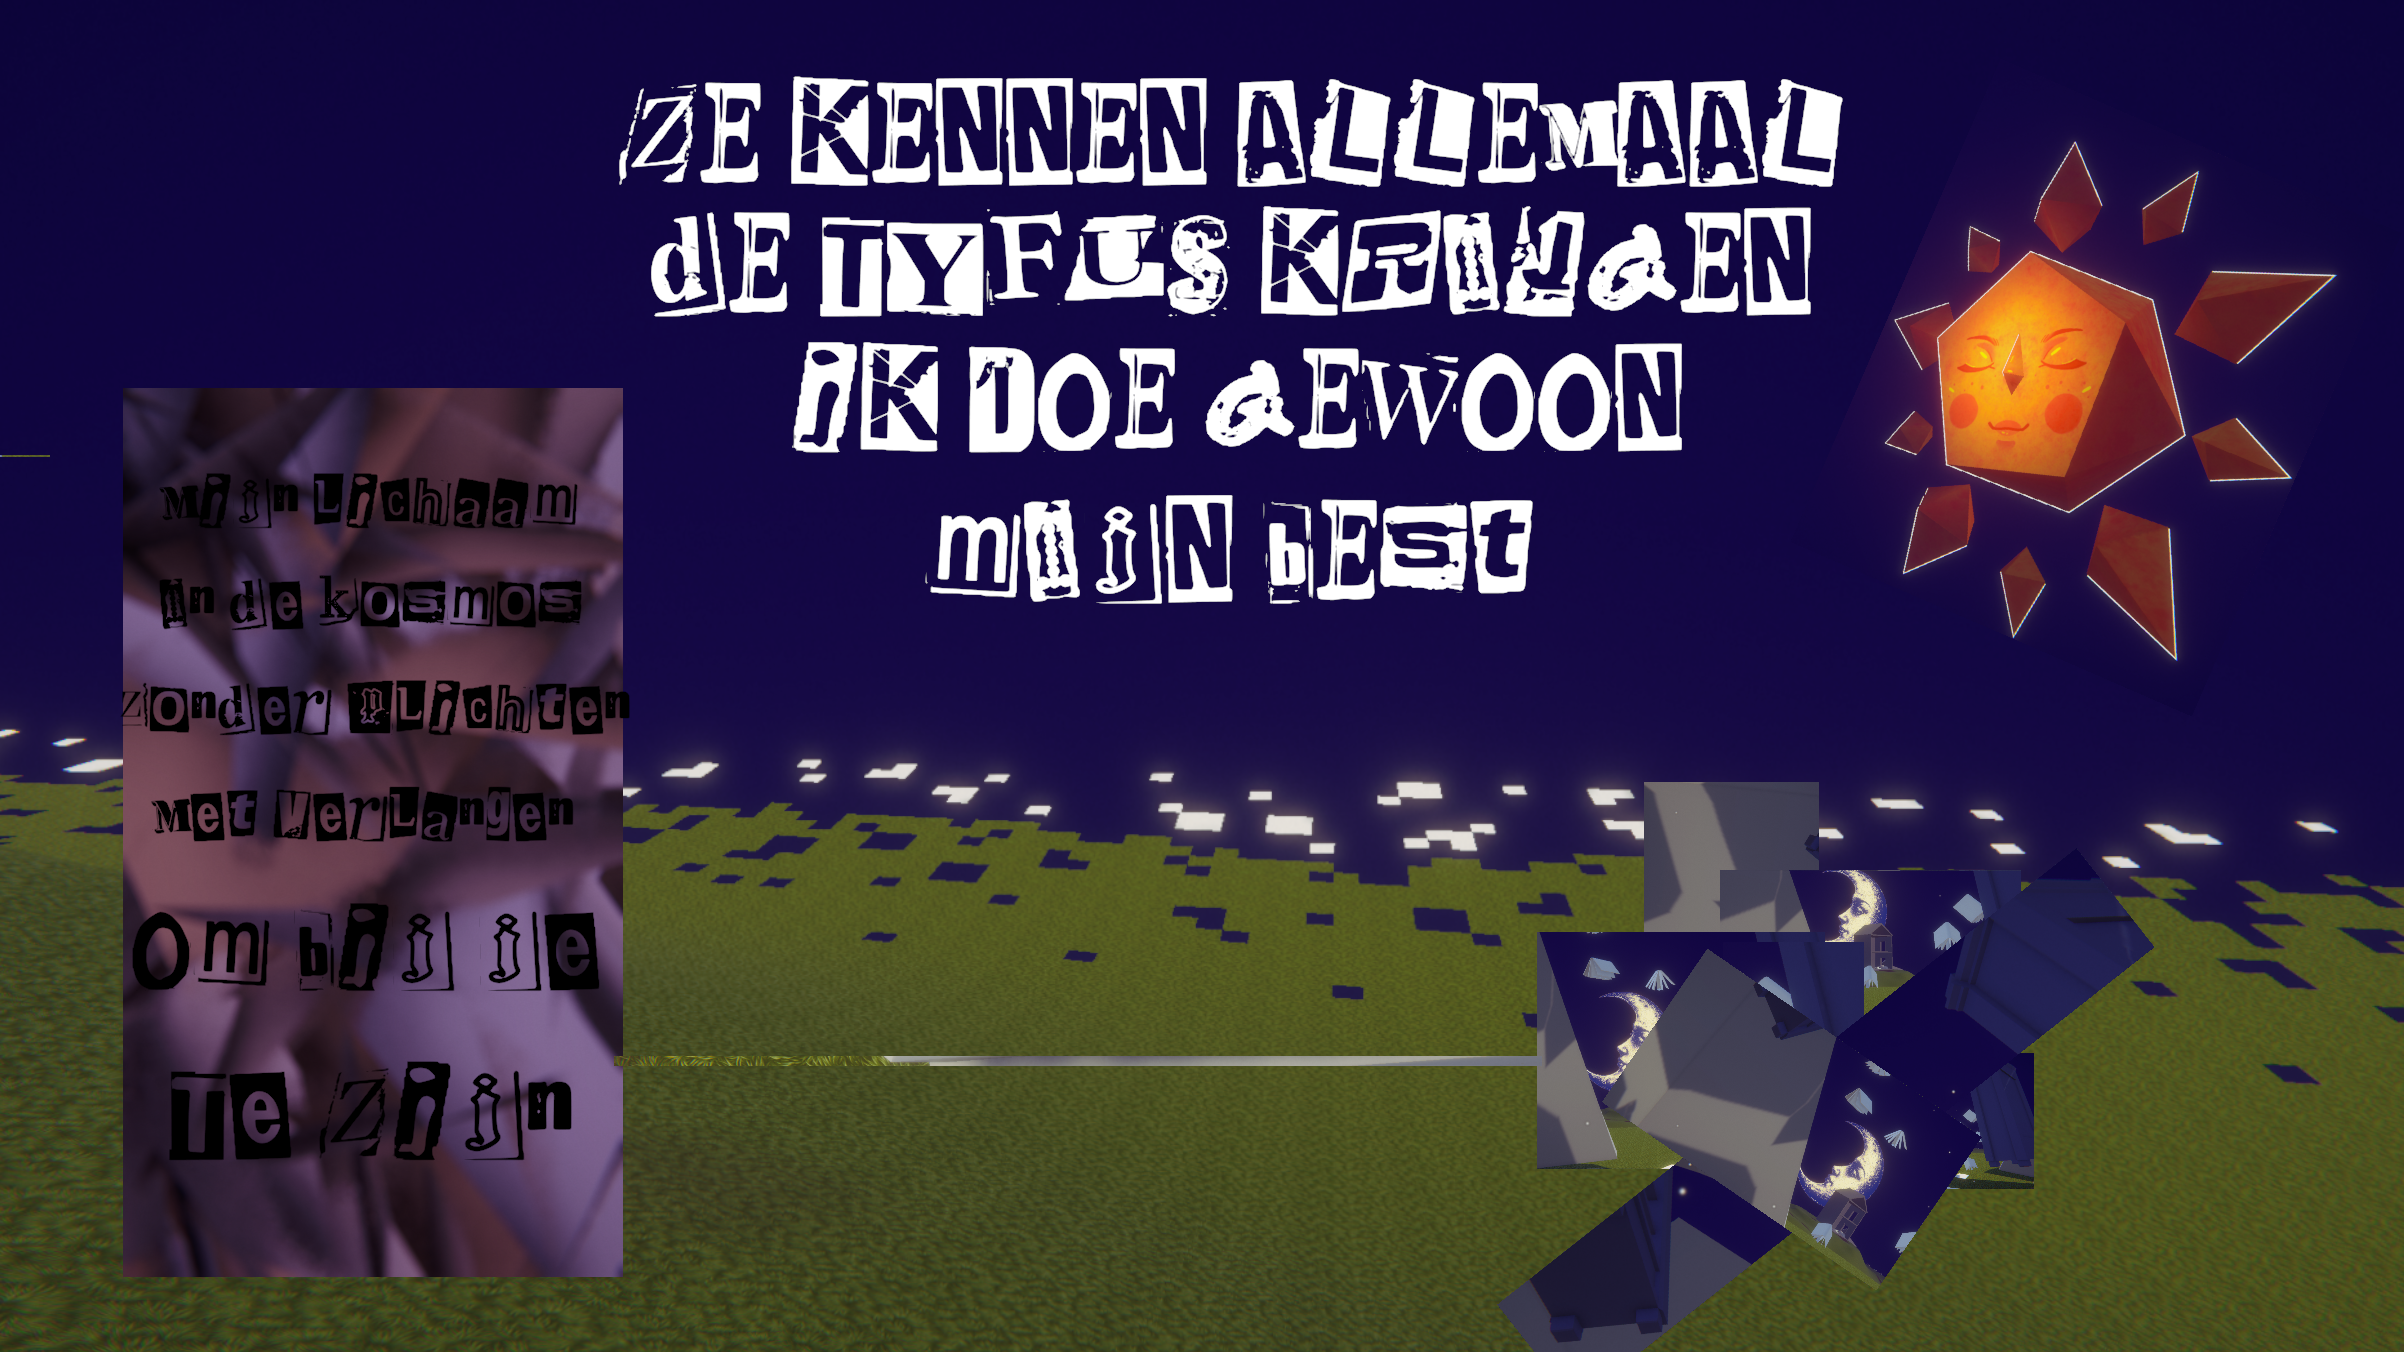 ZE KENNEN ALLEMAAL
dE TYFUS KRIJGEN
iK DOE GEWOON
mIjN bEst
Mijn Lichaam
in de kosmos
zonder pLichten
Met VerLangen
Om bij je
Te Zijn